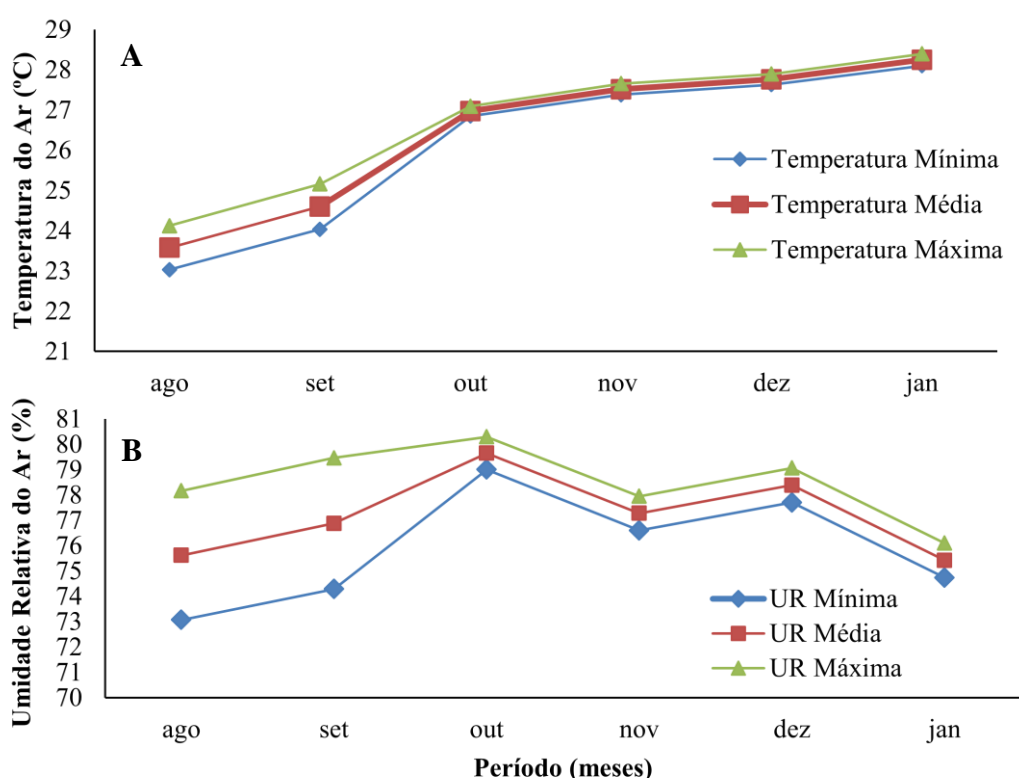 A
Temperatura do Ar (ºC)
29
28
27
26
25
24
23
22
21
Temperatura Mínima
Temperatura Média
Temperatura Máxima
ago set out nov dez jan
B
Umidade Relativa do Ar (%)
81
80
79
78
77
76
75
74
73
72
71
70
UR Mínima
UR Média
UR Máxima
ago set out nov dez jan
Período (meses)